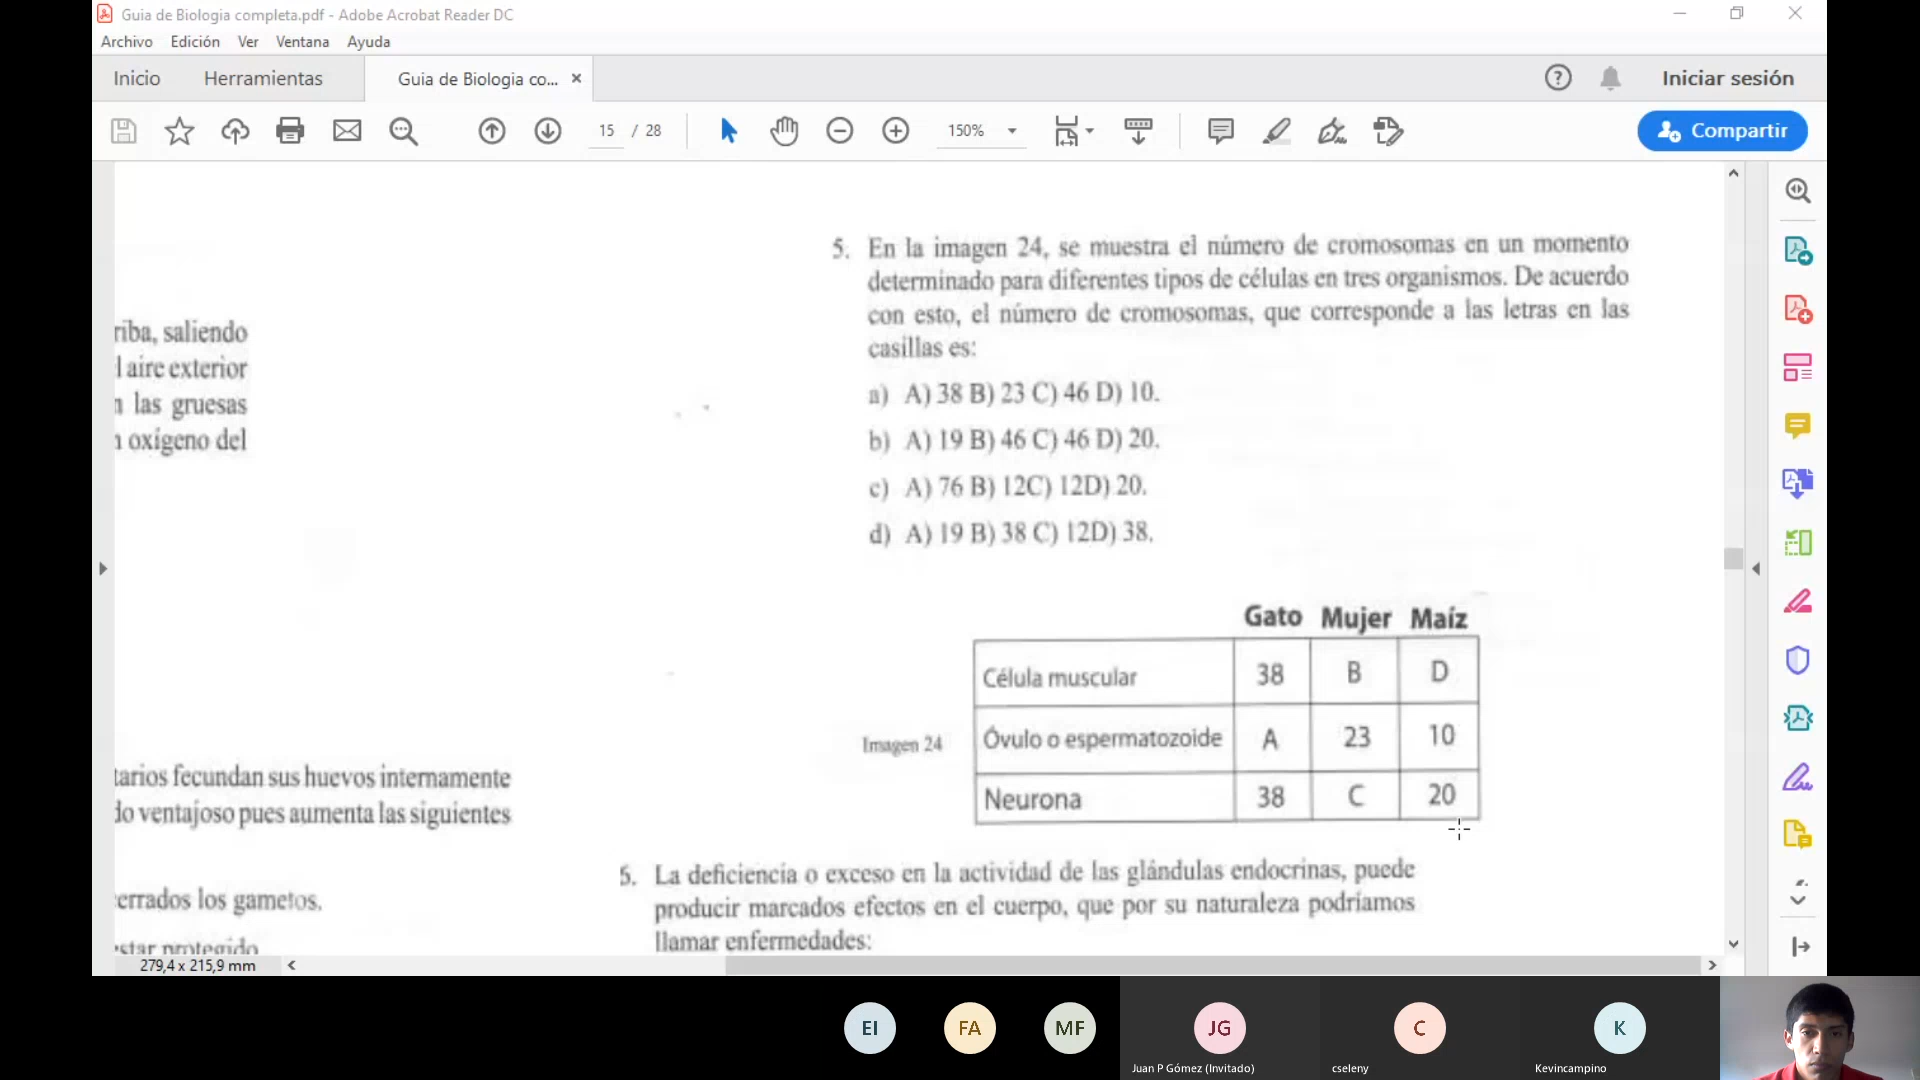 Guia de Biologia completa.pdf - Adobe Acrobat Reader DC
Archivo Edición Ver Ventana Ayuda
Inicio Herramientas Guia de Biologia co... × Iniciar sesión
15 / 28 150% Compartir
riba, saliendo
l aire exterior
n las gruesas
n oxígeno del
tarios fecundan sus huevos internamente
do ventajoso pues aumenta las siguientes
errados los gametos.
star protegido
5. En la imagen 24, se muestra el número de cromosomas en un momento
determinado para diferentes tipos de células en tres organismos. De acuerdo
con esto, el número de cromosomas, que corresponde a las letras en las
casillas es:
a) A) 38 B) 23 C) 46 D) 10.
b) A) 19 B) 46 C) 46 D) 20.
c) A) 76 B) 12C) 12D) 20.
d) A) 19 B) 38 C) 12D) 38.
Gato Mujer Maíz
Célula muscular 38 B D
Óvulo o espermatozoide A 23 10
Neurona 38 C 20
Imagen 24
5. La deficiencia o exceso en la actividad de las glándulas endocrinas, puede
producir marcados efectos en el cuerpo, que por su naturaleza podríamos
llamar enfermedades:
279,4 x 215,9 mm
EI FA MF JG C K
Juan P Gómez (Invitado) cseleny Kevincampino